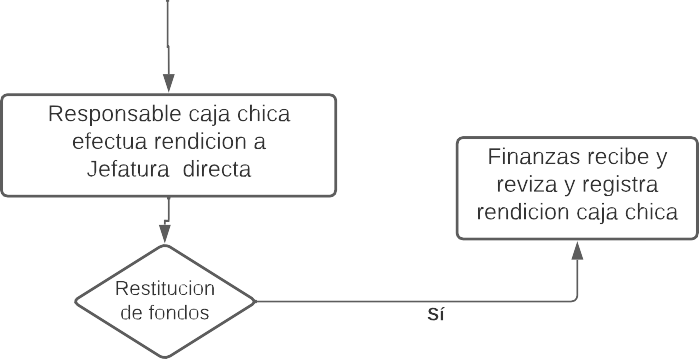 Responsable caja chica
efectua rendicion a
Jefatura directa
Finanzas recibe y
reviza y registra
rendicion caja chica
Restitucion
de fondos
Sí